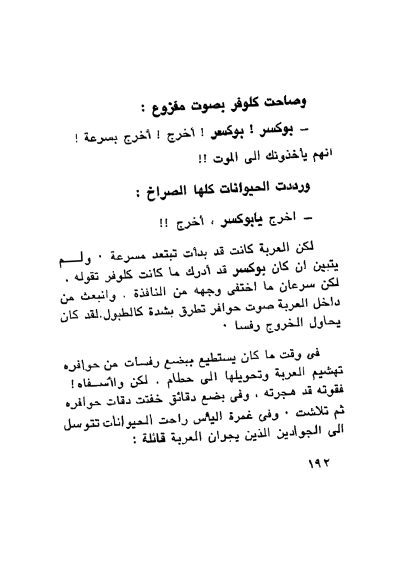 وصاحت كلوفر بصوت مفزوع :
– بوكسر ! بوكسر ! أخرج ! أخرج بسرعة !
انهم يأخذونك الى الموت !!
ورددت الحيوانات كلها الصراخ :
– اخرج يابوكسر ، أخرج !!
لكن العربة كانت قد بدأت تبتعد مسرعة ٠ ولـــم
يتبين ان كان بوكسر قد أدرك ما كانت كلوفر تقوله .
لكن سرعان ما اختفى وجهه من النافذة . وانبعث من
داخل العربة صوت حوافر تطرق بشدة كالطبول.لقد كان
يحاول الخروج رفسا ٠
فى وقت ما كان يستطيع ببضع رفسات من حوافره
تهشيم العربة وتحويلها الى حطام . لكن واأســفاه!
فقوته قد هجرته ، وفى بضع دقائق خفتت دقات حوافره
ثم تلاشت ٠ وفى غمرة اليأس راحت الحيوانات تتوسل
الى الجوادين الذين يجران العربة قائلة :
١٩٢